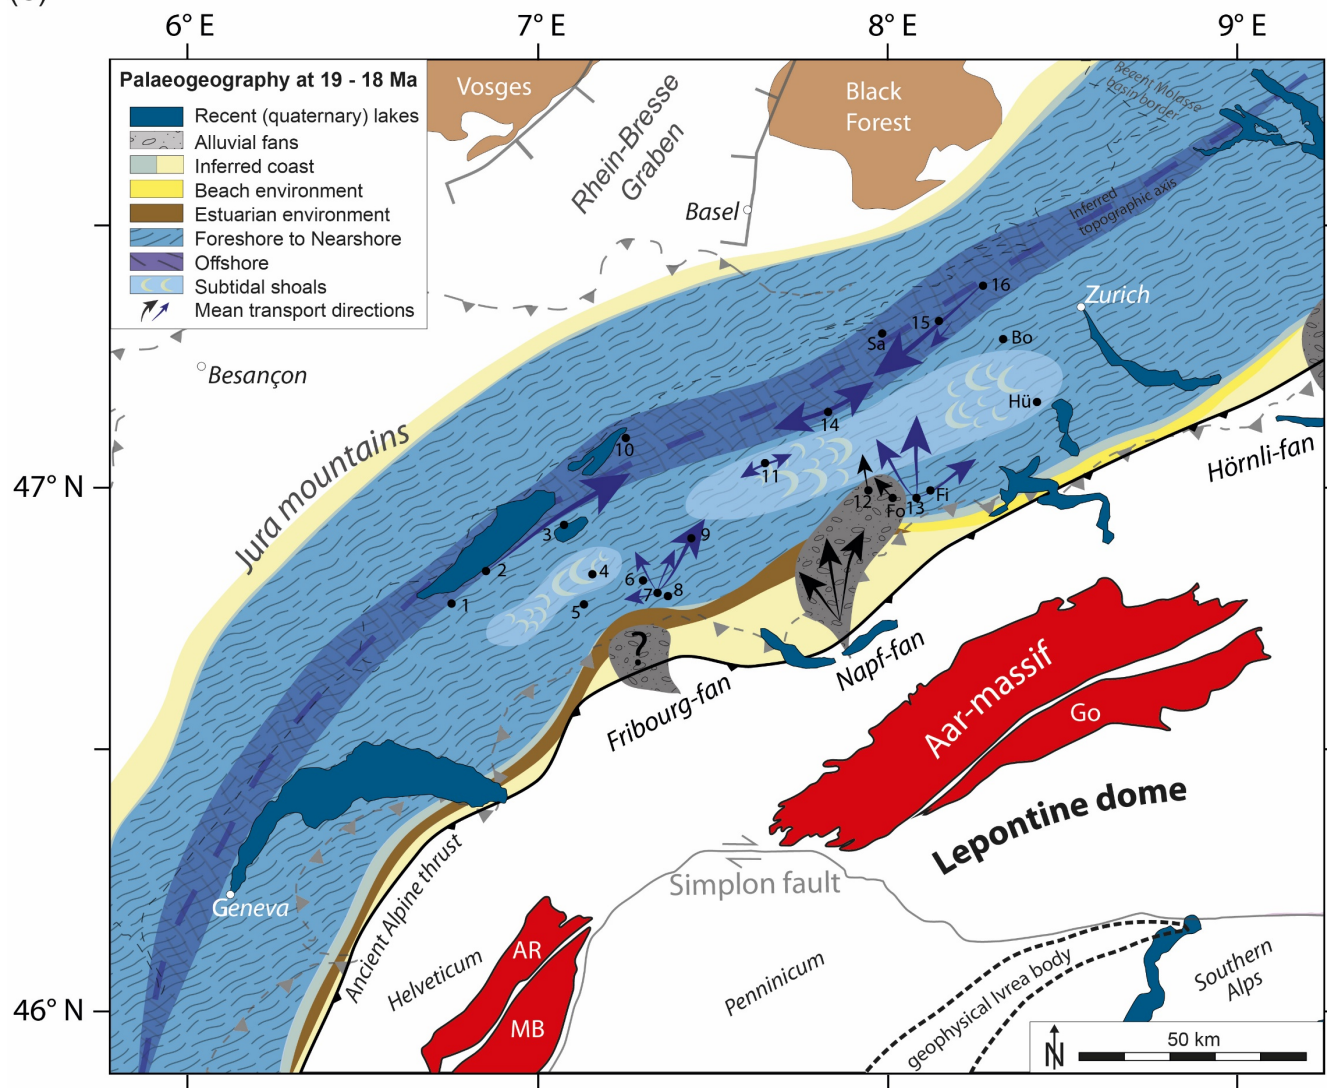 6° E
7° E
8° E
9° E
Palaeogeography at 19 - 18 Ma
Recent (quaternary) lakes
Alluvial fans
Inferred coast
Beach environment
Estuarian environment
Foreshore to Nearshore
Offshore
Subtidal shoals
Mean transport directions
Vosges
Rhein-Bresse
Graben
Black
Forest
Recent Molasse
basin border
Basel
Inferred
topographic axis
Besançon
Zurich
16
15
Sa
Bo
Hü
14
Jura mountains
10
11
47° N
12
Fo
13
Fi
Hörnli-fan
3
9
2
4
6
7
8
1
5
?
Napf-fan
Fribourg-fan
Aar-massif
Go
Lepontine dome
Simplon fault
Geneva
Ancient Alpine thrust
Helveticum
AR
MB
Penninicum
geophysical Ivrea body
Southern
Alps
46° N
N
50 km